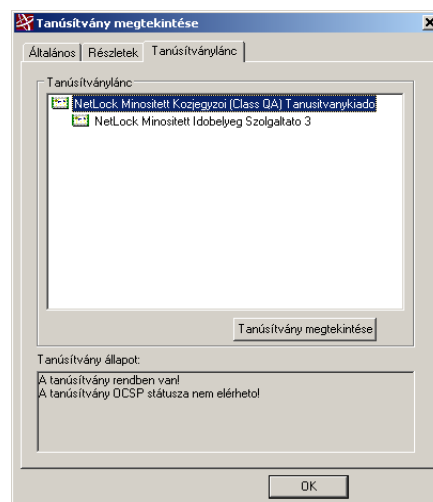 Tanúsítvány megtekintése
Általános Részletek Tanúsítványlánc
Tanúsítványlánc
NetLock Minositett Kozjegyzoi (Class QA) Tanusitvanykiado
NetLock Minositett Idobelyeg Szolgaltato 3
Tanúsítvány megtekintése
Tanúsítvány állapot:
A tanúsítvány rendben van!
A tanúsítvány OCSP státusza nem elérheto!
OK